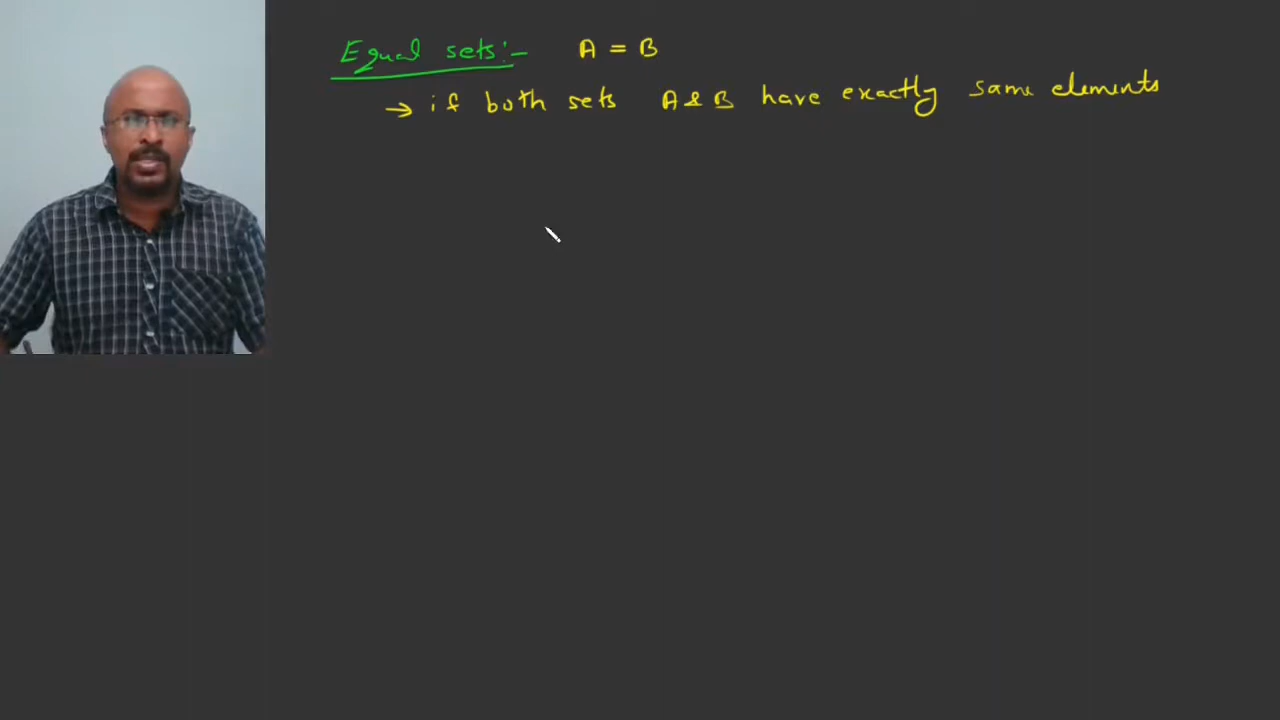 Equal sets:- A = B
→ if both sets A & B have exactly same elements